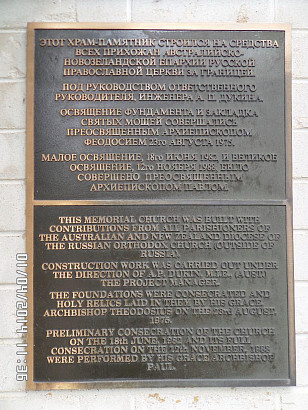 ЭТОТ ХРАМ-ПАМЯТНИК СТРОИЛСЯ НА СРЕДСТВА
ВСЕХ ПРИХОЖАН АВСТРАЛИЙСКО-
НОВОЗЕЛАНДСКОЙ ЕПАРХИИ РУССКОЙ
ПРАВОСЛАВНОЙ ЦЕРКВИ ЗА ГРАНИЦЕЙ.
ПОД РУКОВОДСТВОМ ОТВЕТСТВЕННОГО
РУКОВОДИТЕЛЯ, ИНЖЕНЕРА А. П. ДУКИНА.
ОСВЯЩЕНИЕ ФУНДАМЕНТА И ЗАКЛАДКА
СВЯТЫХ МОЩЕЙ СОВЕРШИЛИСЬ
ПРЕОСВЯЩЕННЫМ АРХИЕПИСКОПОМ
ФЕОДОСИЕМ 23го АВГУСТА 1975.
МАЛОЕ ОСВЯЩЕНИЕ, 18го ИЮНЯ 1982 И ВЕЛИКОЕ
ОСВЯЩЕНИЕ, 12го НОЯБРЯ 1988, БЫЛО
СОВЕРШЕНО ПРЕОСВЯЩЕННЫМ
АРХИЕПИСКОПОМ ПАВЛОМ.
THIS MEMORIAL CHURCH WAS BUILT WITH
CONTRIBUTIONS FROM ALL PARISHIONERS OF
THE AUSTRALIAN AND NEW ZEALAND DIOCESE OF
THE RUSSIAN ORTHODOX CHURCH (OUTSIDE OF
RUSSIA).
CONSTRUCTION WORK WAS CARRIED OUT UNDER
THE DIRECTION OF A.P. DUKIN, M.I.E., (AUST)
THE PROJECT MANAGER.
THE FOUNDATIONS WERE CONSECRATED AND
HOLY RELICS LAID IN THEM BY HIS GRACE,
ARCHBISHOP THEODOSIUS ON THE 23rd AUGUST,
1975.
PRELIMINARY CONSECRATION OF THE CHURCH
ON THE 18th JUNE, 1982 AND ITS FULL
CONSECRATION ON THE 12th NOVEMBER, 1988
WERE PERFORMED BY HIS GRACE ARCHBISHOP
PAUL.
01/04/2014 11:36